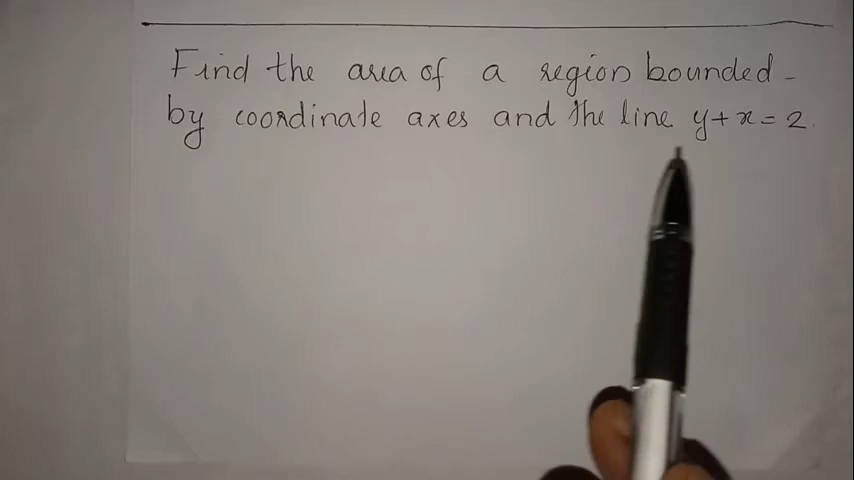 Find the area of a region bounded -
by coordinate axes and the line y + x = 2.